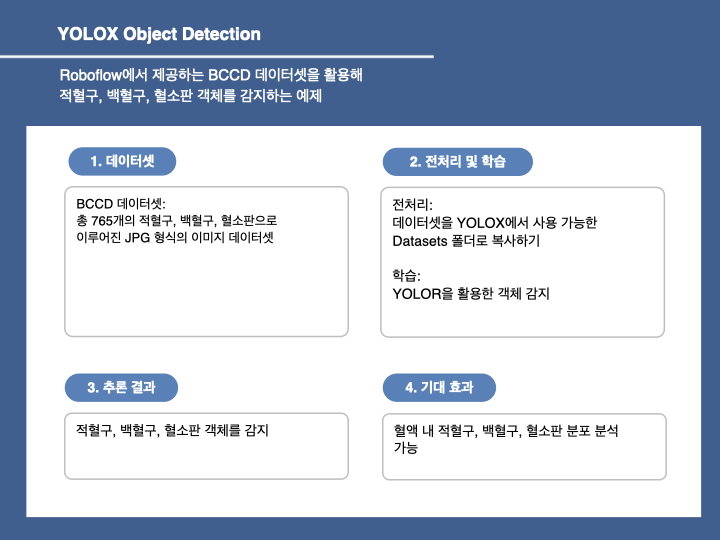 YOLOX Object Detection
Roboflow에서 제공하는 BCCD 데이터셋을 활용해
적혈구, 백혈구, 혈소판 객체를 감지하는 예제
1. 데이터셋
BCCD 데이터셋:
총 765개의 적혈구, 백혈구, 혈소판으로
이루어진 JPG 형식의 이미지 데이터셋
2. 전처리 및 학습
전처리:
데이터셋을 YOLOX에서 사용 가능한
Datasets 폴더로 복사하기
학습:
YOLOR을 활용한 객체 감지
3. 추론 결과
적혈구, 백혈구, 혈소판 객체를 감지
4. 기대 효과
혈액 내 적혈구, 백혈구, 혈소판 분포 분석
가능